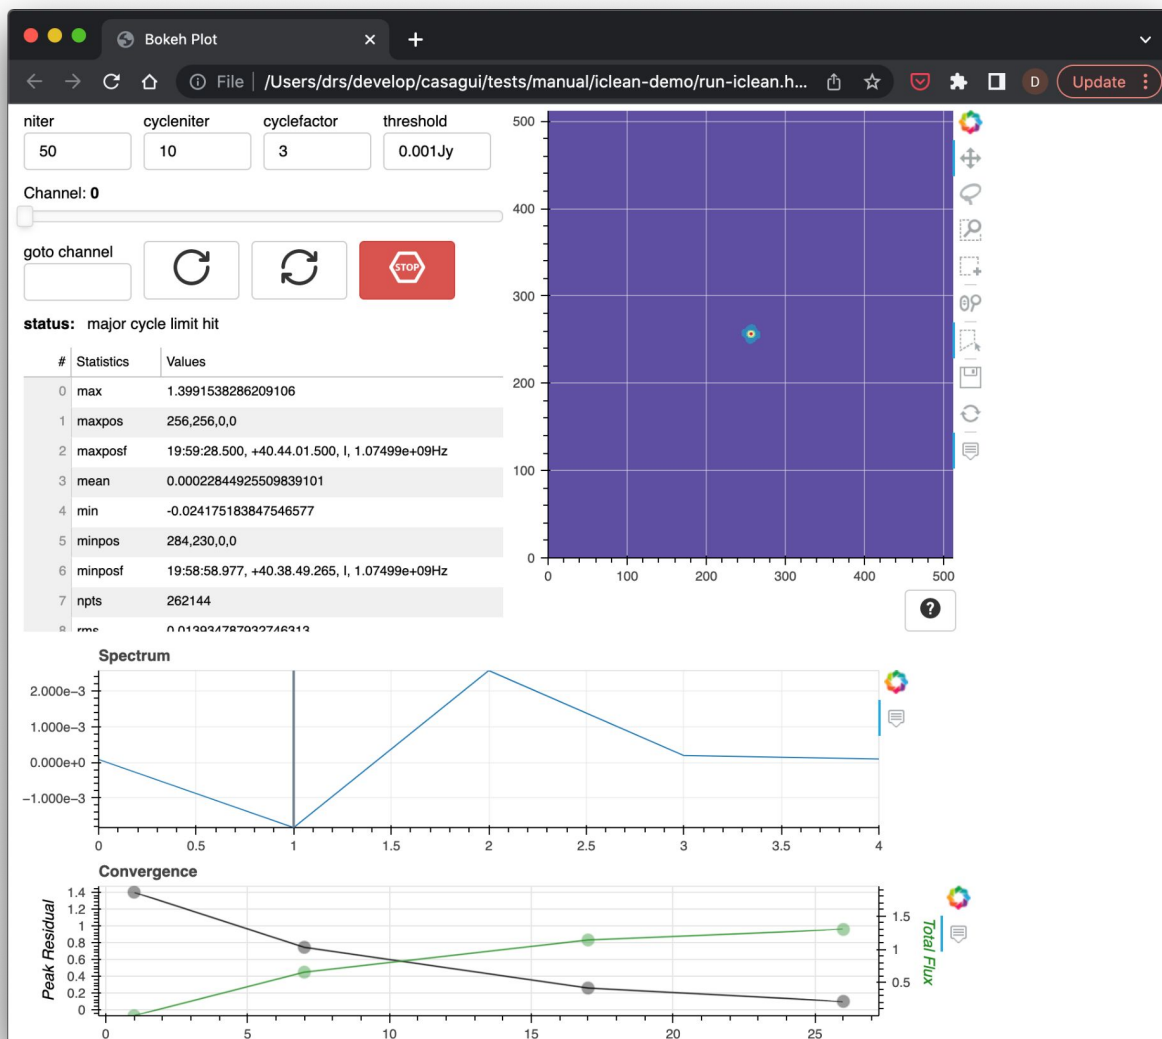 Bokeh Plot
File /Users/drs/develop/casagui/tests/manual/iclean-demo/run-iclean.h... D Update
niter cycleniter cyclefactor threshold
50 10 3 0.001Jy
Channel: 0
goto channel
STOP
status: major cycle limit hit
# Statistics Values
0 max 1.3991538286209106
1 maxpos 256,256,0,0
2 maxposf 19:59:28.500, +40.44.01.500, I, 1.07499e+09Hz
3 mean 0.00022844925509839101
4 min -0.024175183847546577
5 minpos 284,230,0,0
6 minposf 19:58:58.977, +40.38.49.265, I, 1.07499e+09Hz
7 npts 262144
8 rms 0.013934787932746313
500
400
300
200
100
0
0 100 200 300 400 500
?
Spectrum
2.000e−3
1.000e−3
0.000e+0
−1.000e−3
0 0.5 1 1.5 2 2.5 3 3.5 4
Convergence
Peak Residual
1.4
1.2
1
0.8
0.6
0.4
0.2
0
1.5
1
0.5
Total Flux
0 5 10 15 20 25